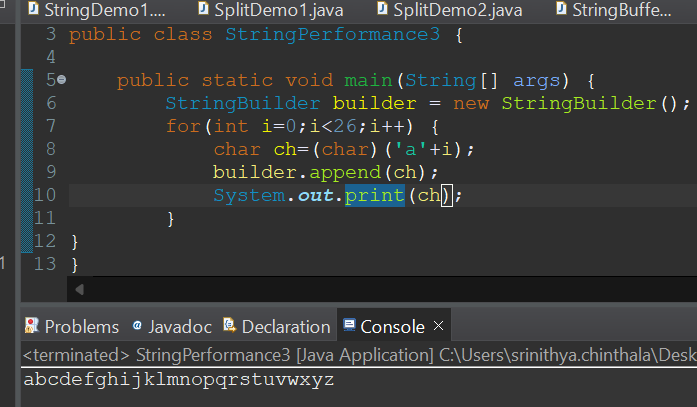 StringDemo1.... SplitDemo1.java SplitDemo2.java StringBuffe...
3 public class StringPerformance3 {
4
5 public static void main(String[] args) {
6 StringBuilder builder = new StringBuilder();
7 for(int i=0;i<26;i++) {
8 char ch=(char)('a'+i);
9 builder.append(ch);
10 System.out.print(ch);
11 }
12 }
13 }
1
Problems @ Javadoc Declaration Console ×
<terminated> StringPerformance3 [Java Application] C:\Users\srinithya.chinthala\Desk
abcdefghijklmnopqrstuvwxyz